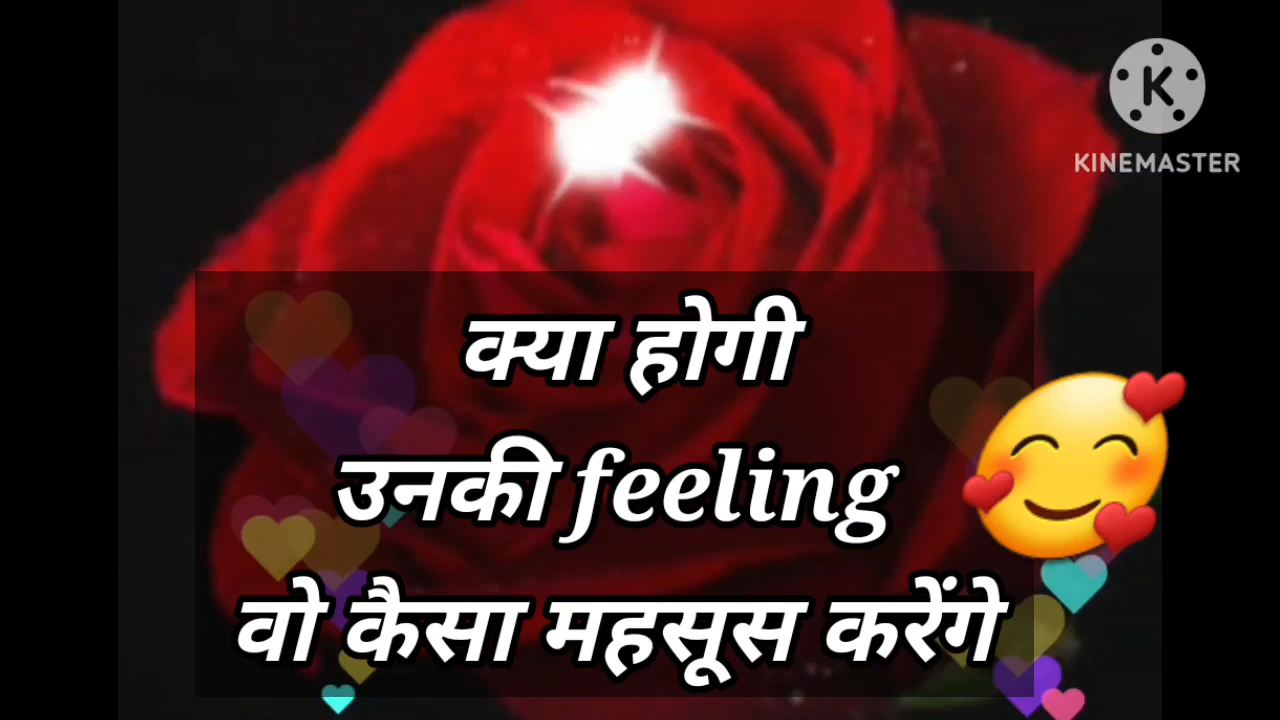 K
KINEMASTER
क्या होगी
उनकी feeling
वो कैसा महसूस करेंगे